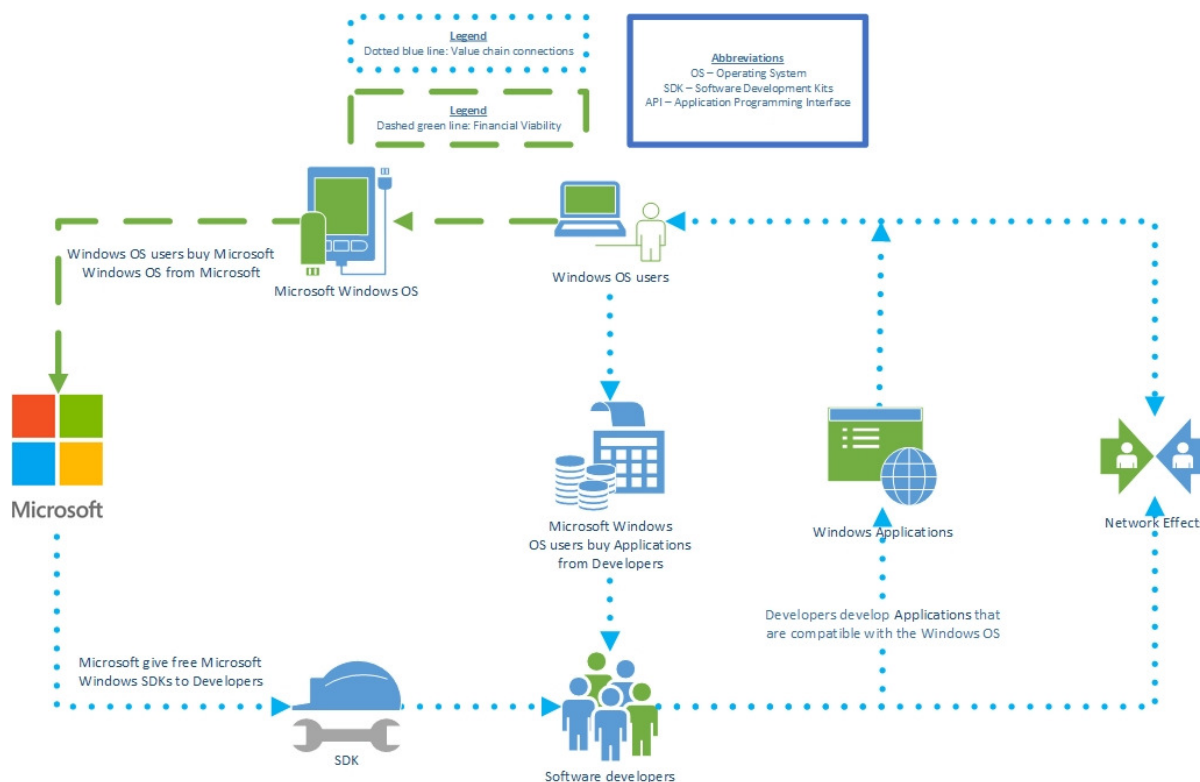 Legend
Dotted blue line: Value chain connections
Abbreviations
OS – Operating System
SDK – Software Development Kits
API – Application Programming Interface
Legend
Dashed green line: Financial Viability
Windows OS users buy Microsoft
Windows OS from Microsoft
Microsoft Windows OS
Windows OS users
Microsoft
Microsoft Windows
OS users buy Applications
from Developers
Windows Applications
Network Effect
Developers develop Applications that
are compatible with the Windows OS
Microsoft give free Microsoft
Windows SDKs to Developers
SDK
Software developers